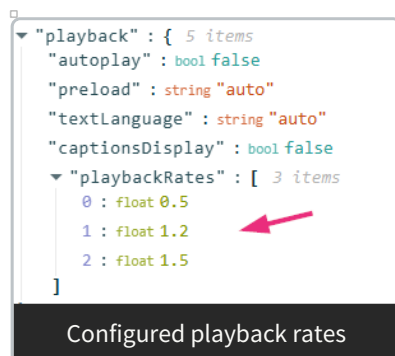 "playback" : { 5 items
"autoplay" : bool false
"preload" : string "auto"
"textLanguage" : string "auto"
"captionsDisplay" : bool false
"playbackRates" : [ 3 items
0 : float 0.5
1 : float 1.2
2 : float 1.5
]
Configured playback rates